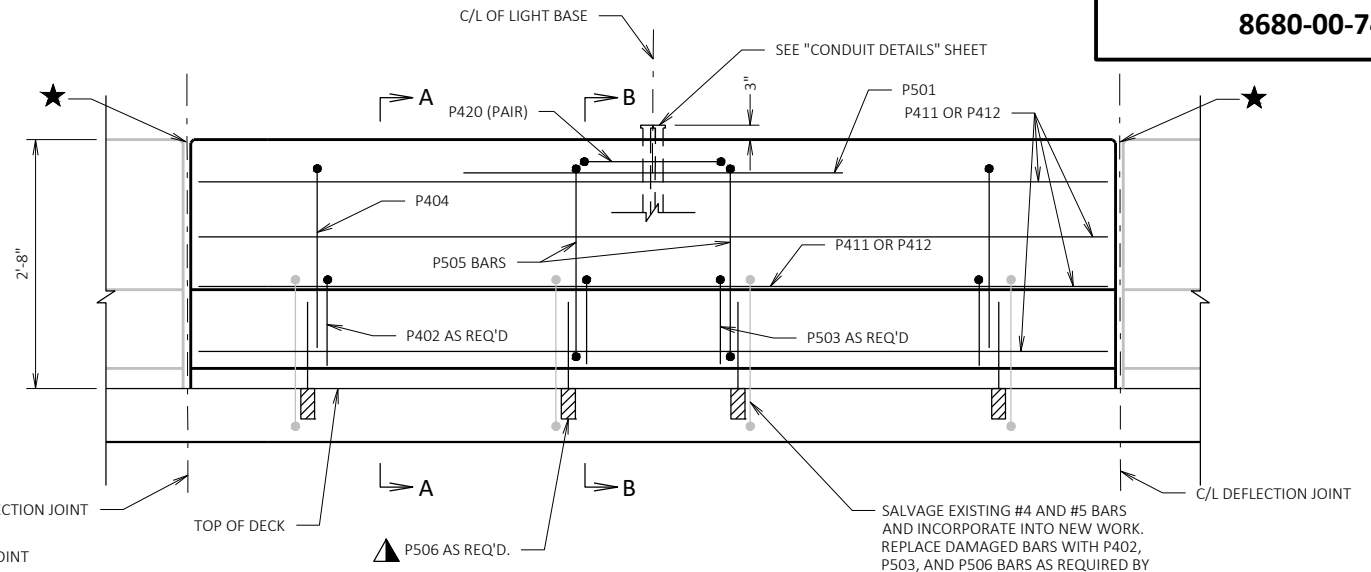 8680-00-7
C/L OF LIGHT BASE
SEE "CONDUIT DETAILS" SHEET
3"
A
B
P420 (PAIR)
P501
P411 OR P412
P404
2'-8"
P505 BARS
P411 OR P412
P402 AS REQ'D
P503 AS REQ'D
A
B
ECTION JOINT
TOP OF DECK
OINT
P506 AS REQ'D.
SALVAGE EXISTING #4 AND #5 BARS
AND INCORPORATE INTO NEW WORK.
REPLACE DAMAGED BARS WITH P402,
P503, AND P506 BARS AS REQUIRED BY
C/L DEFLECTION JOINT